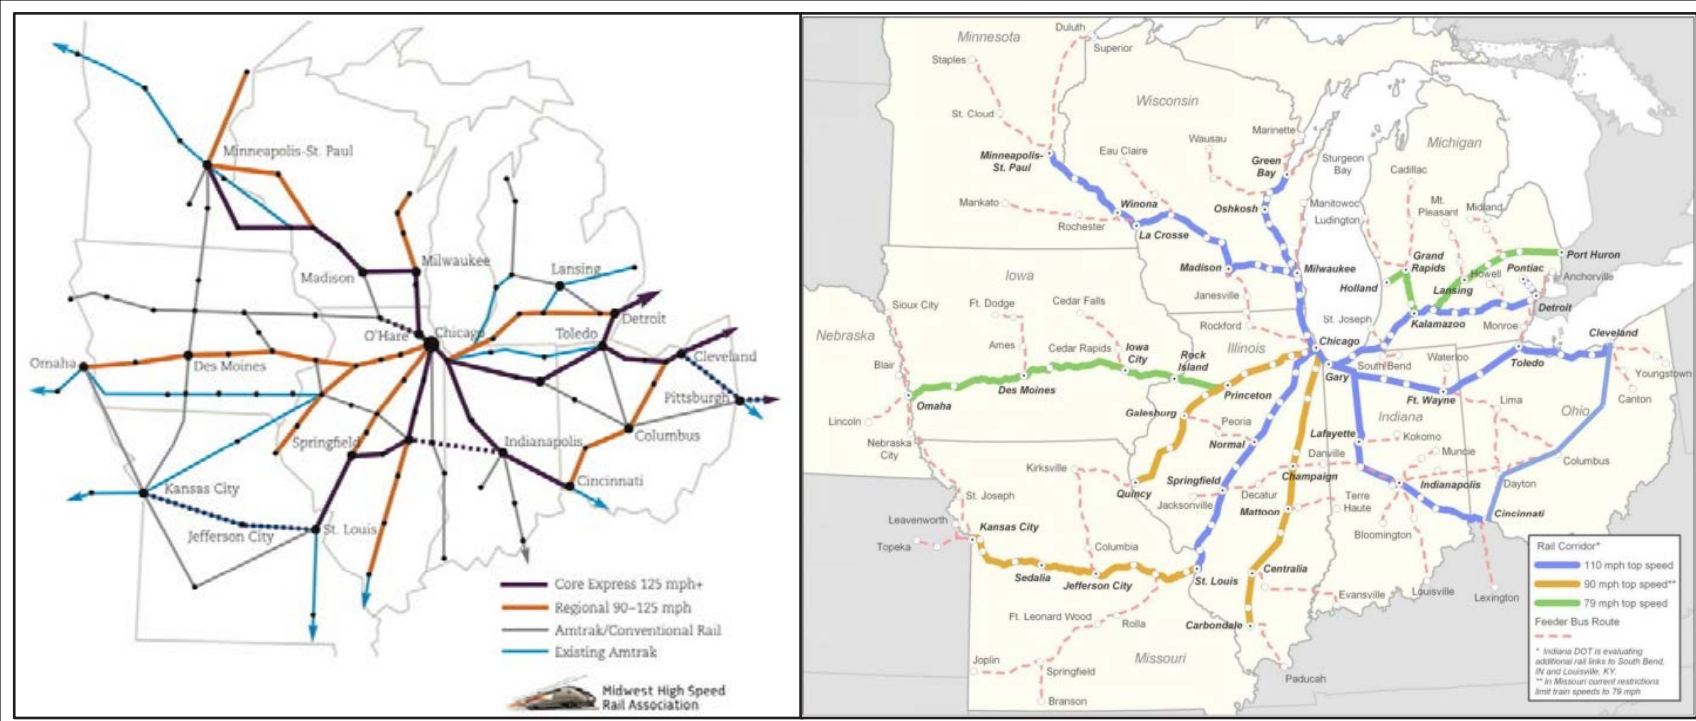 Minneapolis-St. Paul
Madison
Milwaukee
Lansing
O'Hare
Chicago
Toledo
Detroit
Cleveland
Omaha
Des Moines
Pittsburgh
Springfield
Indianapolis
Columbus
Kansas City
Cincinnati
Jefferson City
St. Louis
Core Express 125 mph+
Regional 90–125 mph
Amtrak/Conventional Rail
Existing Amtrak
Midwest High Speed
Rail Association
Duluth
Minnesota
Superior
Staples
Wisconsin
St. Cloud
Marinette
Wausau
Michigan
Eau Claire
Minneapolis-
St. Paul
Green
Bay
Sturgeon
Bay
Cadillac
Mankato
Winona
Oshkosh
Manitowoc
Ludington
Mt.
Pleasant
Midland
Rochester
La Crosse
Madison
Milwaukee
Grand
Rapids
Holland
Lansing
Howell
Pontiac
Port Huron
Anchorville
Iowa
Janesville
Detroit
Sioux City
Ft. Dodge
Cedar Falls
Rockford
St. Joseph
Kalamazoo
Monroe
Cleveland
Nebraska
Ames
Cedar Rapids
Iowa
City
Rock
Island
Illinois
Chicago
Gary
South Bend
Waterloo
Toledo
Blair
Youngstown
Omaha
Des Moines
Princeton
Ft. Wayne
Lima
Canton
Lincoln
Galesburg
Peoria
Indiana
Ohio
Nebraska
City
Normal
Lafayette
Kokomo
Kirksville
Danville
Muncie
Columbus
Quincy
Springfield
Champaign
Indianapolis
Dayton
St. Joseph
Jacksonville
Decatur
Mattoon
Terre
Haute
Cincinnati
Leavenworth
Kansas City
Bloomington
Topeka
Columbia
Sedalia
Jefferson City
St. Louis
Centralia
Evansville
Louisville
Lexington
Ft. Leonard Wood
Rolla
Carbondale
Joplin
Springfield
Missouri
Paducah
Branson
Rail Corridor*
110 mph top speed
90 mph top speed**
79 mph top speed
Feeder Bus Route
* Indiana DOT is evaluating
additional rail links to South Bend,
IN and Louisville, KY.
** In Missouri current restrictions
limit train speeds to 79 mph